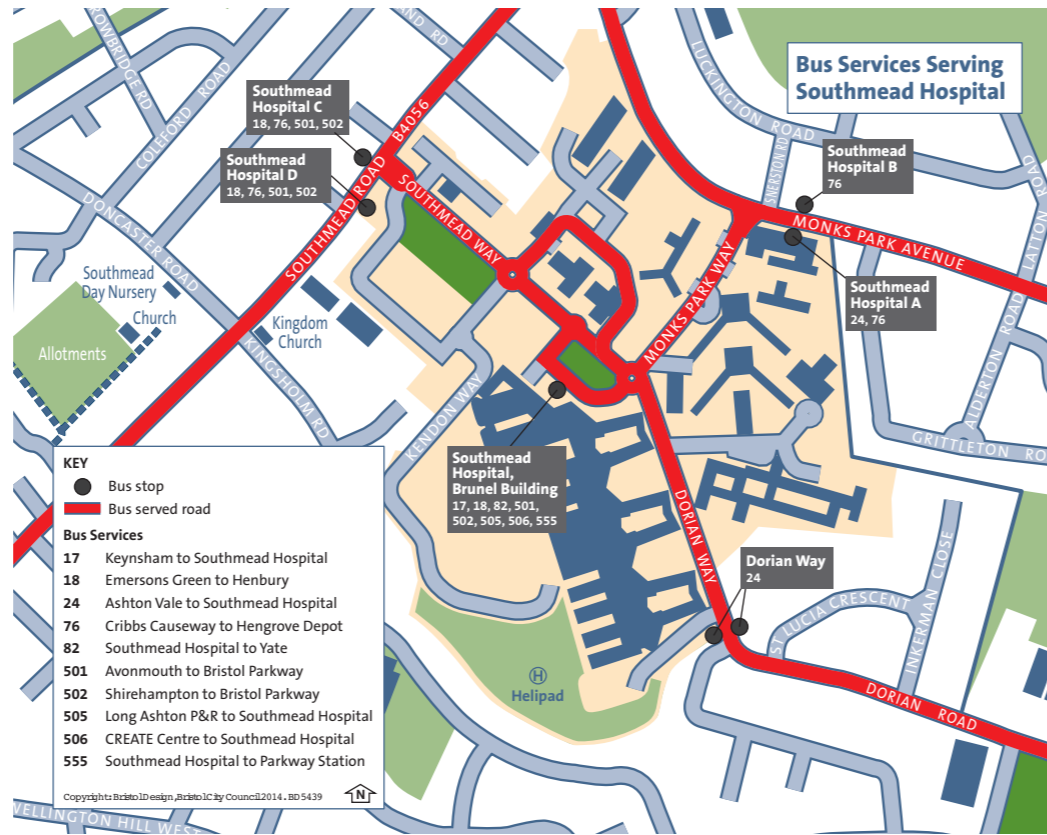 Bus Services Serving
Southmead Hospital
ROWBRIDGE RD
COLEFORD ROAD
AND RD
B4056
LUCKINGTON ROAD
SNERSTON RD
LATTON ROAD
Southmead
Hospital C
18, 76, 501, 502
Southmead
Hospital D
18, 76, 501, 502
Southmead
Hospital B
76
MONKS PARK AVENUE
Southmead
Hospital A
24, 76
DONCASTER ROAD
SOUTHMEAD ROAD
SOUTHMEAD WAY
MONKS PARK WAY
Southmead
Day Nursery
Church
Allotments
Kingdom
Church
KINGSHOLM RD
KENDON WAY
ALDERTON ROAD
GRITTLETON RO
Southmead
Hospital,
Brunel Building
17, 18, 82, 501,
502, 505, 506, 555
DORIAN WAY
Dorian Way
24
ST LUCIA CRESCENT
INKERMAN CLOSE
DORIAN ROAD
H
Helipad
KEY
Bus stop
Bus served road
Bus Services
17 Keynsham to Southmead Hospital
18 Emersons Green to Henbury
24 Ashton Vale to Southmead Hospital
76 Cribbs Causeway to Hengrove Depot
82 Southmead Hospital to Yate
501 Avonmouth to Bristol Parkway
502 Shirehampton to Bristol Parkway
505 Long Ashton P&R to Southmead Hospital
506 CREATE Centre to Southmead Hospital
555 Southmead Hospital to Parkway Station
Copyright: Bristol Design, Bristol City Council 2014. BD5439
N
WELLINGTON HILL WEST